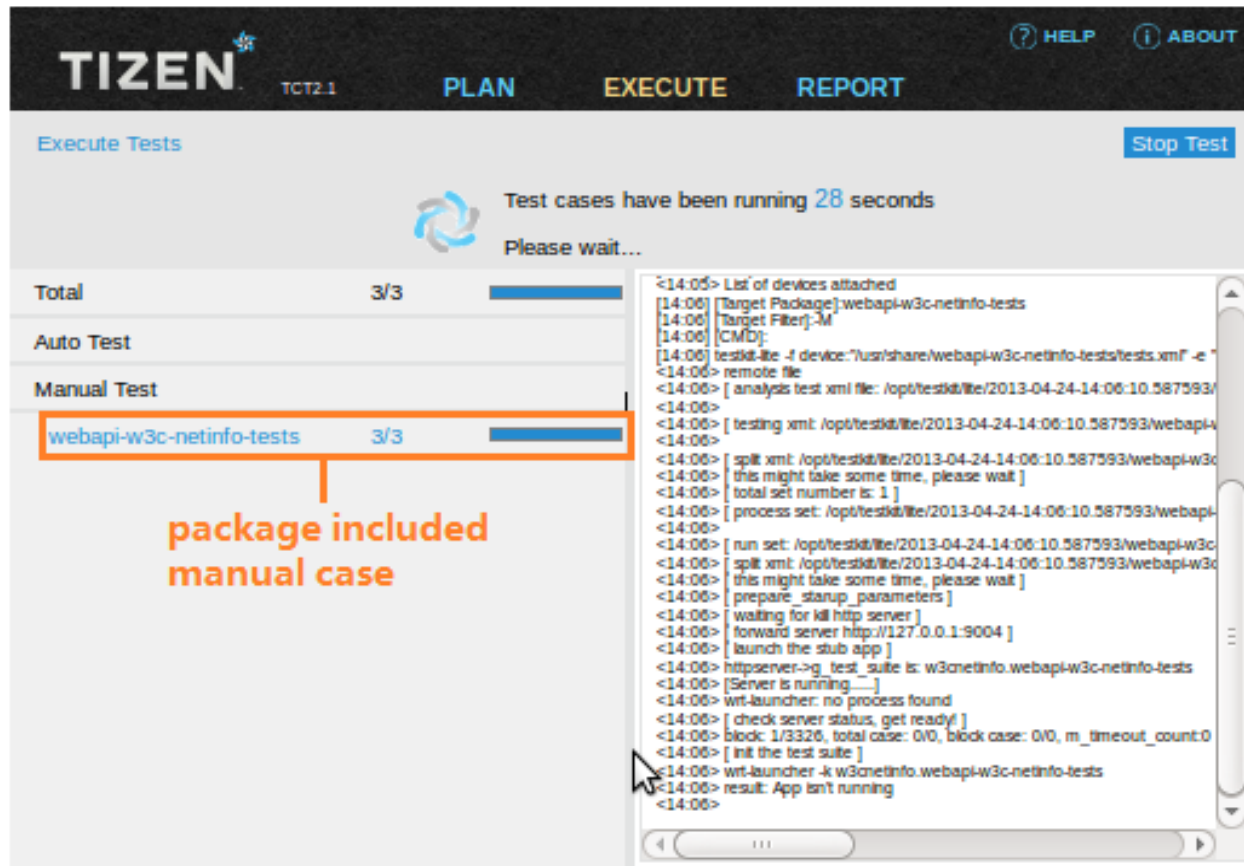 HELP ABOUT
TIZEN TCT2.1 PLAN EXECUTE REPORT
Execute Tests
Stop Test
Test cases have been running 28 seconds
Please wait...
Total 3/3
Auto Test
Manual Test
webapi-w3c-netinfo-tests 3/3
package included
manual case
<14:05> List of devices attached
[14:06] [Target Package]:webapi-w3c-netinfo-tests
[14:06] [Target Filter]:-M
[14:06] [CMD]:
[14:06] testkit-lite -f device:"/usr/share/webapi-w3c-netinfo-tests/tests.xml" -e "
<14:06> remote file
<14:06> [ analysis test xml file: /opt/testkit/lite/2013-04-24-14:06:10.587593/
<14:06>
<14:06> [ testing xml: /opt/testkit/lite/2013-04-24-14:06:10.587593/webapi-
<14:06>
<14:06> [ split xml: /opt/testkit/lite/2013-04-24-14:06:10.587593/webapi-w3c
<14:06> [ this might take some time, please wait ]
<14:06> [ total set number is: 1 ]
<14:06> [ process set: /opt/testkit/lite/2013-04-24-14:06:10.587593/webapi-
<14:06>
<14:06> [ run set: /opt/testkit/lite/2013-04-24-14:06:10.587593/webapi-w3c-
<14:06> [ split xml: /opt/testkit/lite/2013-04-24-14:06:10.587593/webapi-w3c
<14:06> [ this might take some time, please wait ]
<14:06> [ prepare_starup_parameters ]
<14:06> [ waiting for kill http server ]
<14:06> [ forward server http://127.0.0.1:9004 ]
<14:06> [ launch the stub app ]
<14:06> httpserver->g_test_suite is: w3cnetinfo.webapi-w3c-netinfo-tests
<14:06> [Server is running.....]
<14:06> wrt-launcher: no process found
<14:06> [ check server status, get ready! ]
<14:06> block: 1/3326, total case: 0/0, block case: 0/0, m_timeout_count:0
<14:06> [ init the test suite ]
<14:06> wrt-launcher -k w3cnetinfo.webapi-w3c-netinfo-tests
<14:06> result: App isn't running
<14:06>